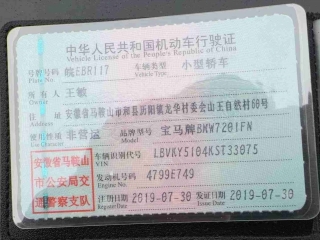 中华人民共和国机动车行驶证
Vehicle License of the People's Republic of China
号牌号码 皖EBR117 车辆类型 小型轿车
Plate No. Vehicle Type
所有人 王敏
Owner
住址 安徽省马鞍山市和县历阳镇龙华村委会山王自然村68号
Address
使用性质 非营运 品牌型号 宝马牌BMW7201FN
Use Character Model
安徽省马鞍山
市公安局交
通警察支队
车辆识别代号 LBVKY5104KST33075
VIN
发动机号码 4799E749
Engine No.
注册日期 2019-07-30 发证日期 2019-07-30
Register Date Issue Date